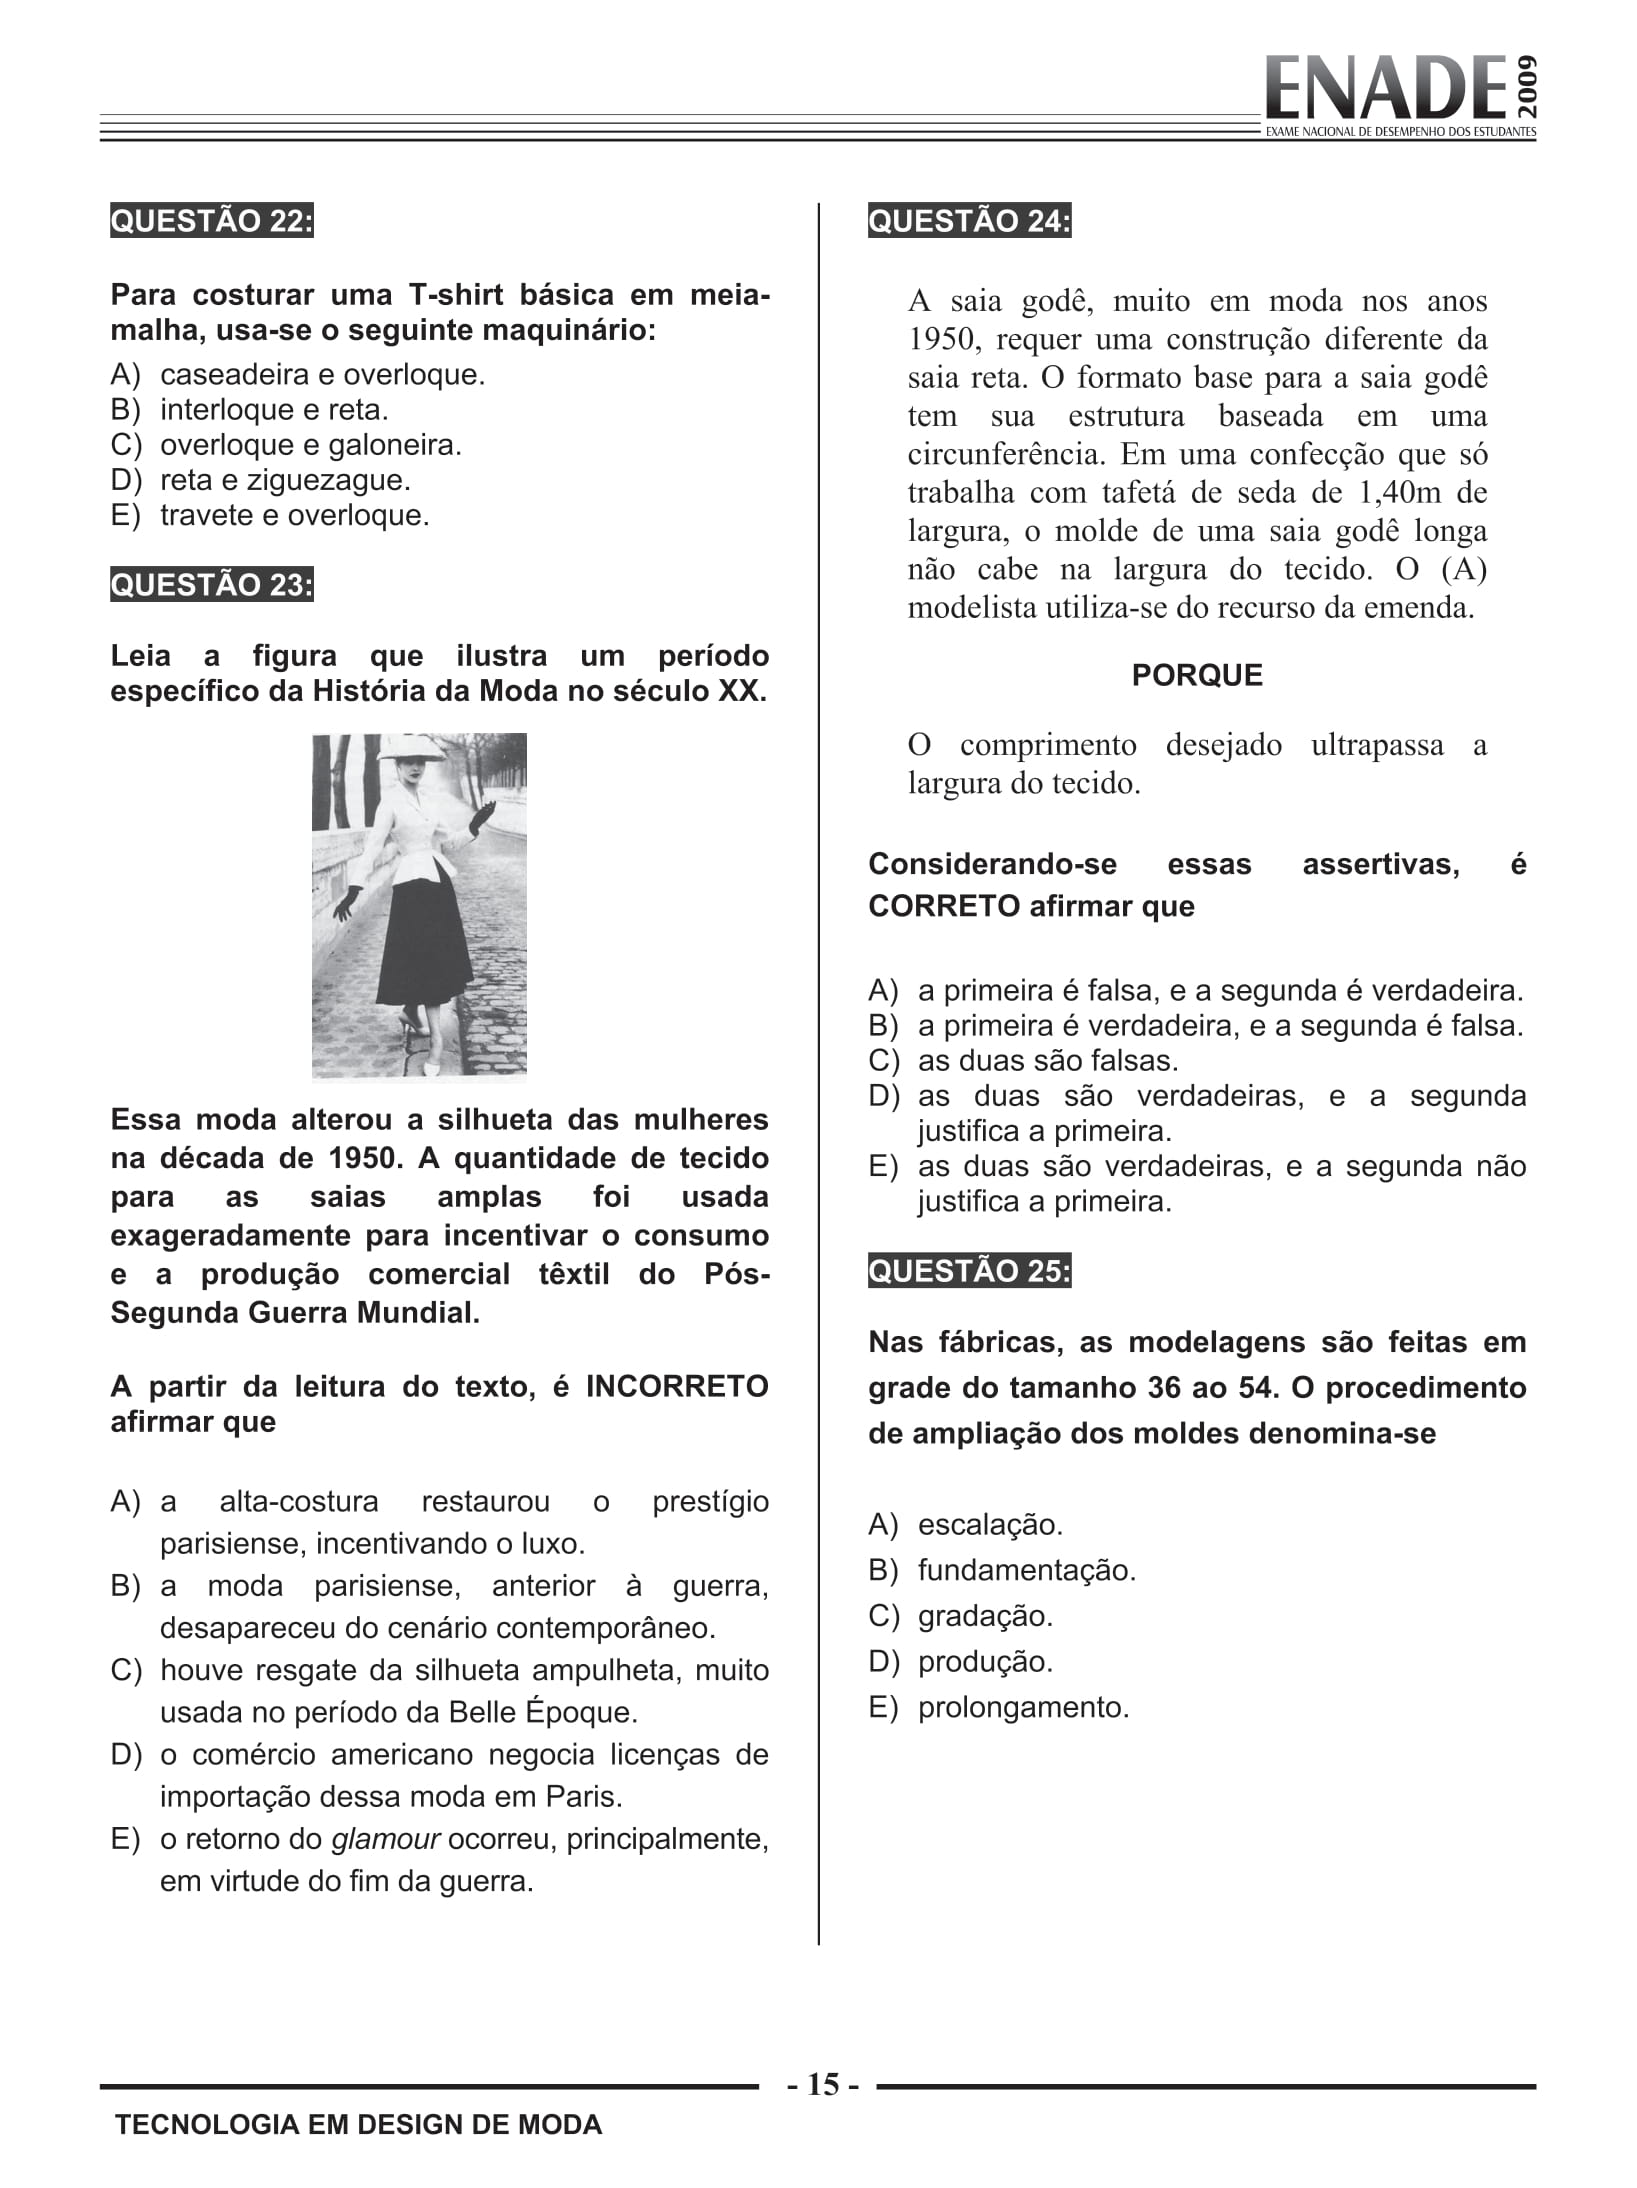 ENADE 2009
EXAME NACIONAL DE DESEMPENHO DOS ESTUDANTES
QUESTÃO 22:
Para costurar uma T-shirt básica em meia-
malha, usa-se o seguinte maquinário:
A) caseadeira e overloque.
B) interloque e reta.
C) overloque e galoneira.
D) reta e ziguezague.
E) travete e overloque.
QUESTÃO 23:
Leia a figura que ilustra um período
específico da História da Moda no século XX.
Essa moda alterou a silhueta das mulheres
na década de 1950. A quantidade de tecido
para as saias amplas foi usada
exageradamente para incentivar o consumo
e a produção comercial têxtil do Pós-
Segunda Guerra Mundial.
A partir da leitura do texto, é INCORRETO
afirmar que
A) a alta-costura restaurou o prestígio
parisiense, incentivando o luxo.
B) a moda parisiense, anterior à guerra,
desapareceu do cenário contemporâneo.
C) houve resgate da silhueta ampulheta, muito
usada no período da Belle Époque.
D) o comércio americano negocia licenças de
importação dessa moda em Paris.
E) o retorno do glamour ocorreu, principalmente,
em virtude do fim da guerra.
QUESTÃO 24:
A saia godê, muito em moda nos anos
1950, requer uma construção diferente da
saia reta. O formato base para a saia godê
tem sua estrutura baseada em uma
circunferência. Em uma confecção que só
trabalha com tafetá de seda de 1,40m de
largura, o molde de uma saia godê longa
não cabe na largura do tecido. O (A)
modelista utiliza-se do recurso da emenda.
PORQUE
O comprimento desejado ultrapassa a
largura do tecido.
Considerando-se essas assertivas, é
CORRETO afirmar que
A) a primeira é falsa, e a segunda é verdadeira.
B) a primeira é verdadeira, e a segunda é falsa.
C) as duas são falsas.
D) as duas são verdadeiras, e a segunda
justifica a primeira.
E) as duas são verdadeiras, e a segunda não
justifica a primeira.
QUESTÃO 25:
Nas fábricas, as modelagens são feitas em
grade do tamanho 36 ao 54. O procedimento
de ampliação dos moldes denomina-se
A) escalação.
B) fundamentação.
C) gradação.
D) produção.
E) prolongamento.
- 15 -
TECNOLOGIA EM DESIGN DE MODA